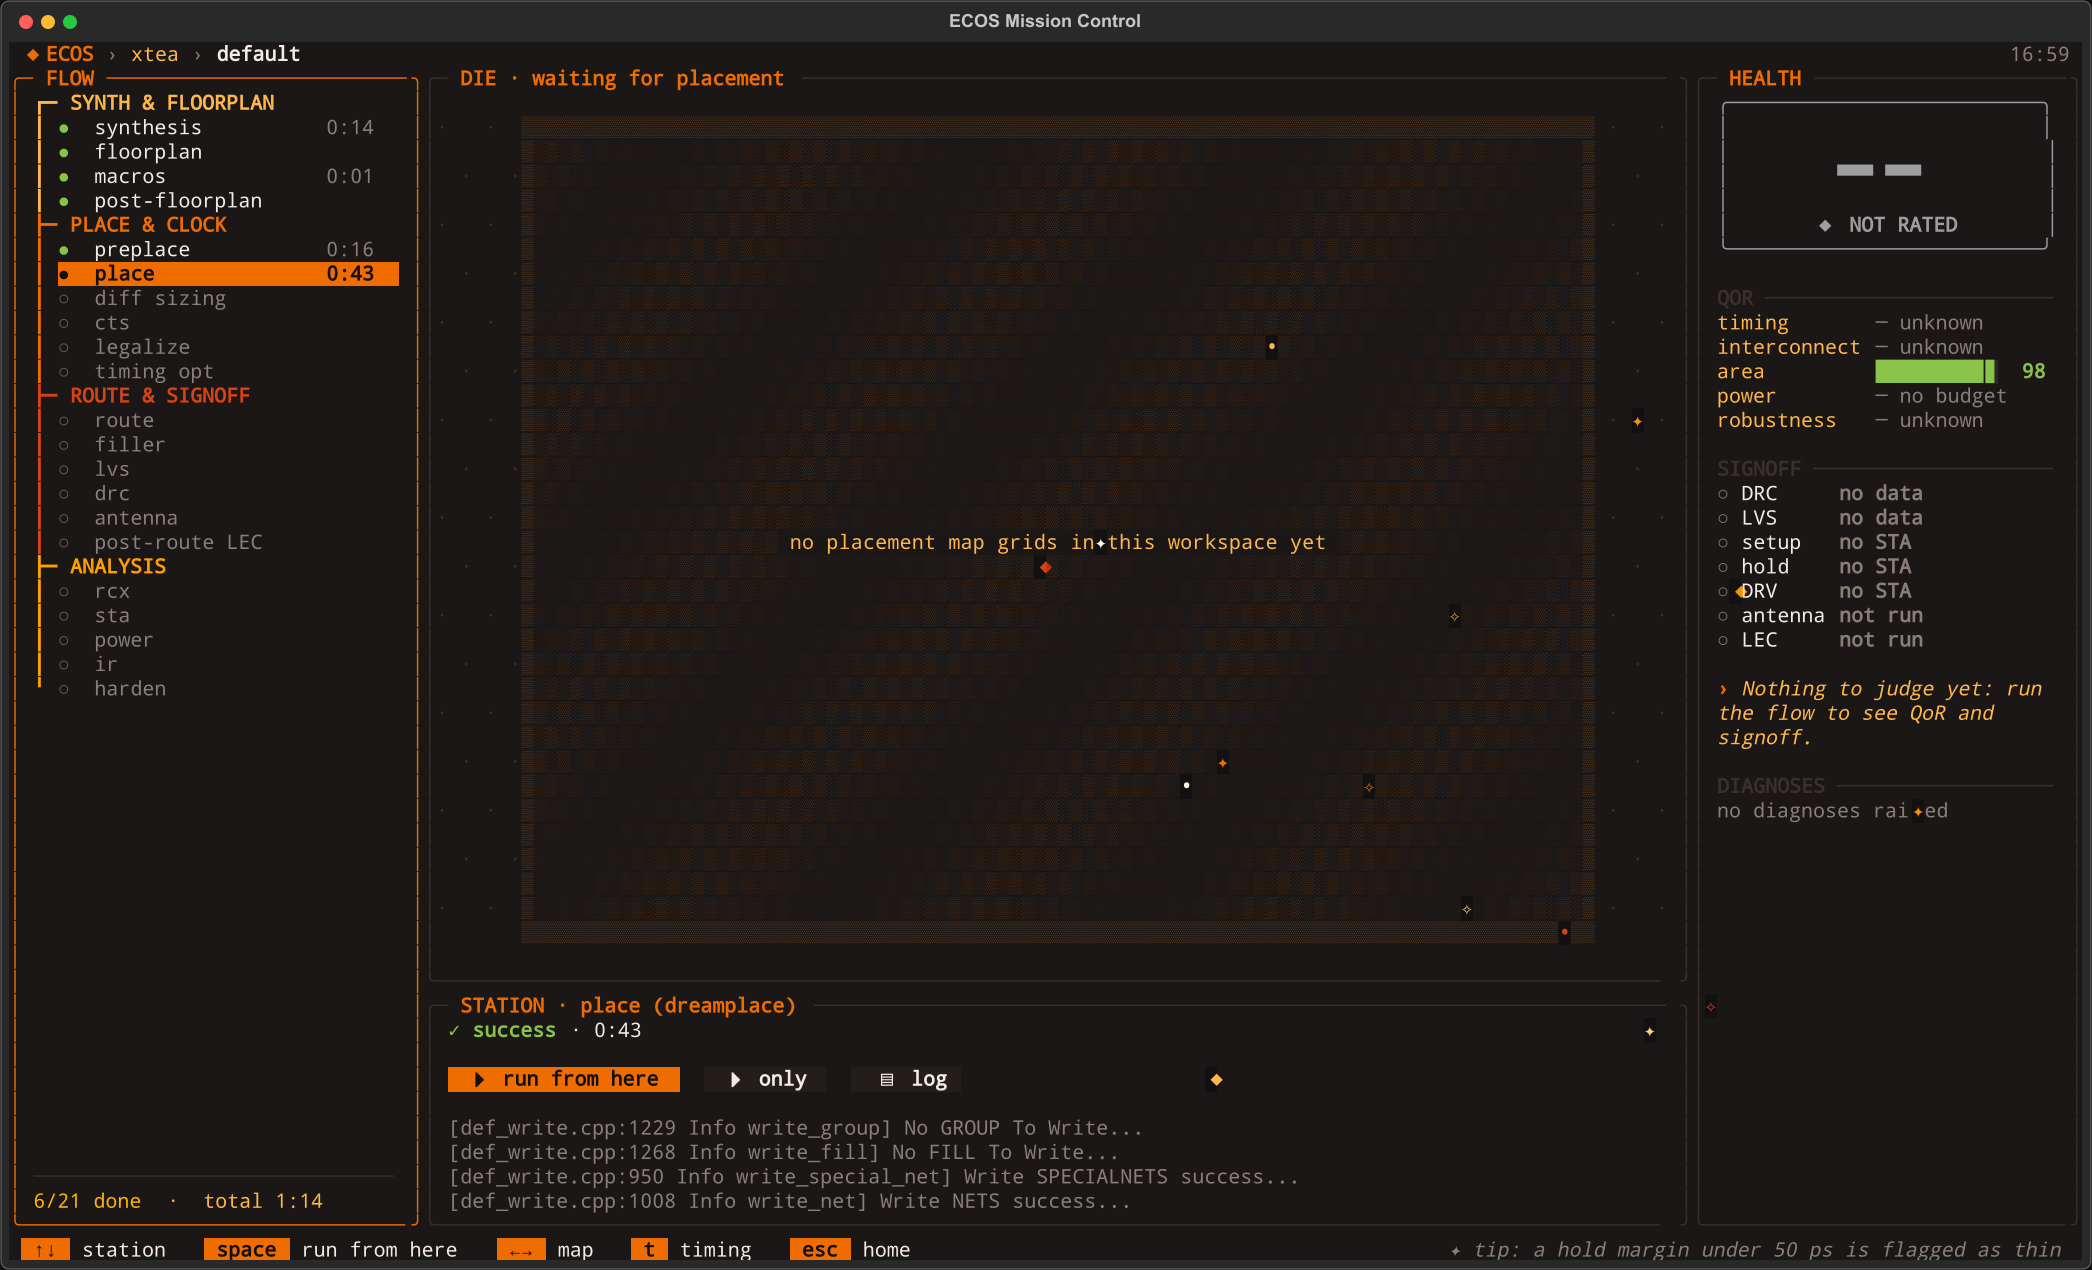 ECOS Mission Control
◆ ECOS › xtea › default
16:59
FLOW
SYNTH & FLOORPLAN
● synthesis 0:14
● floorplan
● macros 0:01
● post-floorplan
PLACE & CLOCK
● preplace 0:16
● place 0:43
○ diff sizing
○ cts
○ legalize
○ timing opt
ROUTE & SIGNOFF
○ route
○ filler
○ lvs
○ drc
○ antenna
○ post-route LEC
ANALYSIS
○ rcx
○ sta
○ power
○ ir
○ harden
6/21 done · total 1:14
DIE · waiting for placement
no placement map grids in✦this workspace yet
STATION · place (dreamplace)
✓ success · 0:43
run from here
only
log
[def_write.cpp:1229 Info write_group] No GROUP To Write...
[def_write.cpp:1268 Info write_fill] No FILL To Write...
[def_write.cpp:950 Info write_special_net] Write SPECIALNETS success...
[def_write.cpp:1008 Info write_net] Write NETS success...
HEALTH
◆ NOT RATED
QOR
timing — unknown
interconnect — unknown
area 98
power — no budget
robustness — unknown
SIGNOFF
○ DRC no data
○ LVS no data
○ setup no STA
○ hold no STA
○ DRV no STA
○ antenna not run
○ LEC not run
› Nothing to judge yet: run
the flow to see QoR and
signoff.
DIAGNOSES
no diagnoses rai✦ed
↑↓ station space run from here ←→ map t timing esc home
✦ tip: a hold margin under 50 ps is flagged as thin